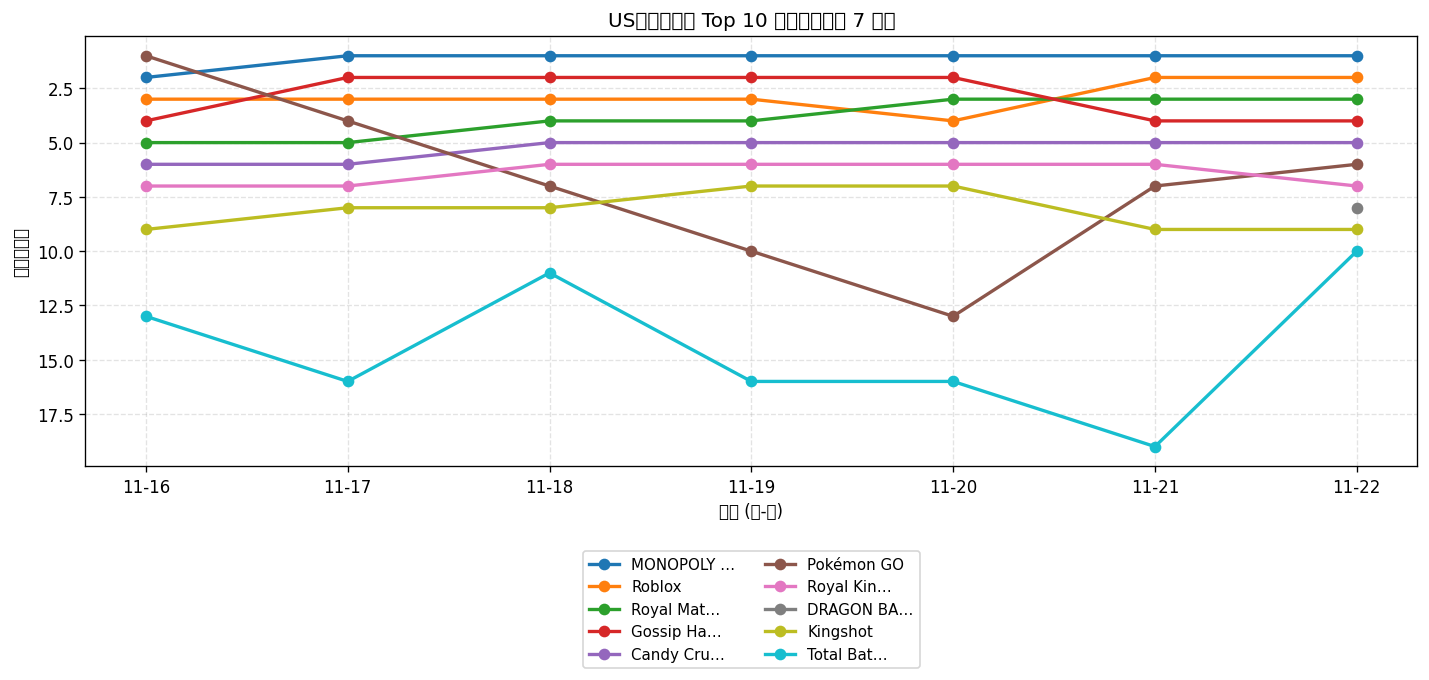 US Top 10 7
2.5
5.0
7.5
10.0
12.5
15.0
17.5
11-16 11-17 11-18 11-19 11-20 11-21 11-22
( - )
MONOPOLY ...
Roblox
Royal Mat...
Gossip Ha...
Candy Cru...
Pokémon GO
Royal Kin...
DRAGON BA...
Kingshot
Total Bat...